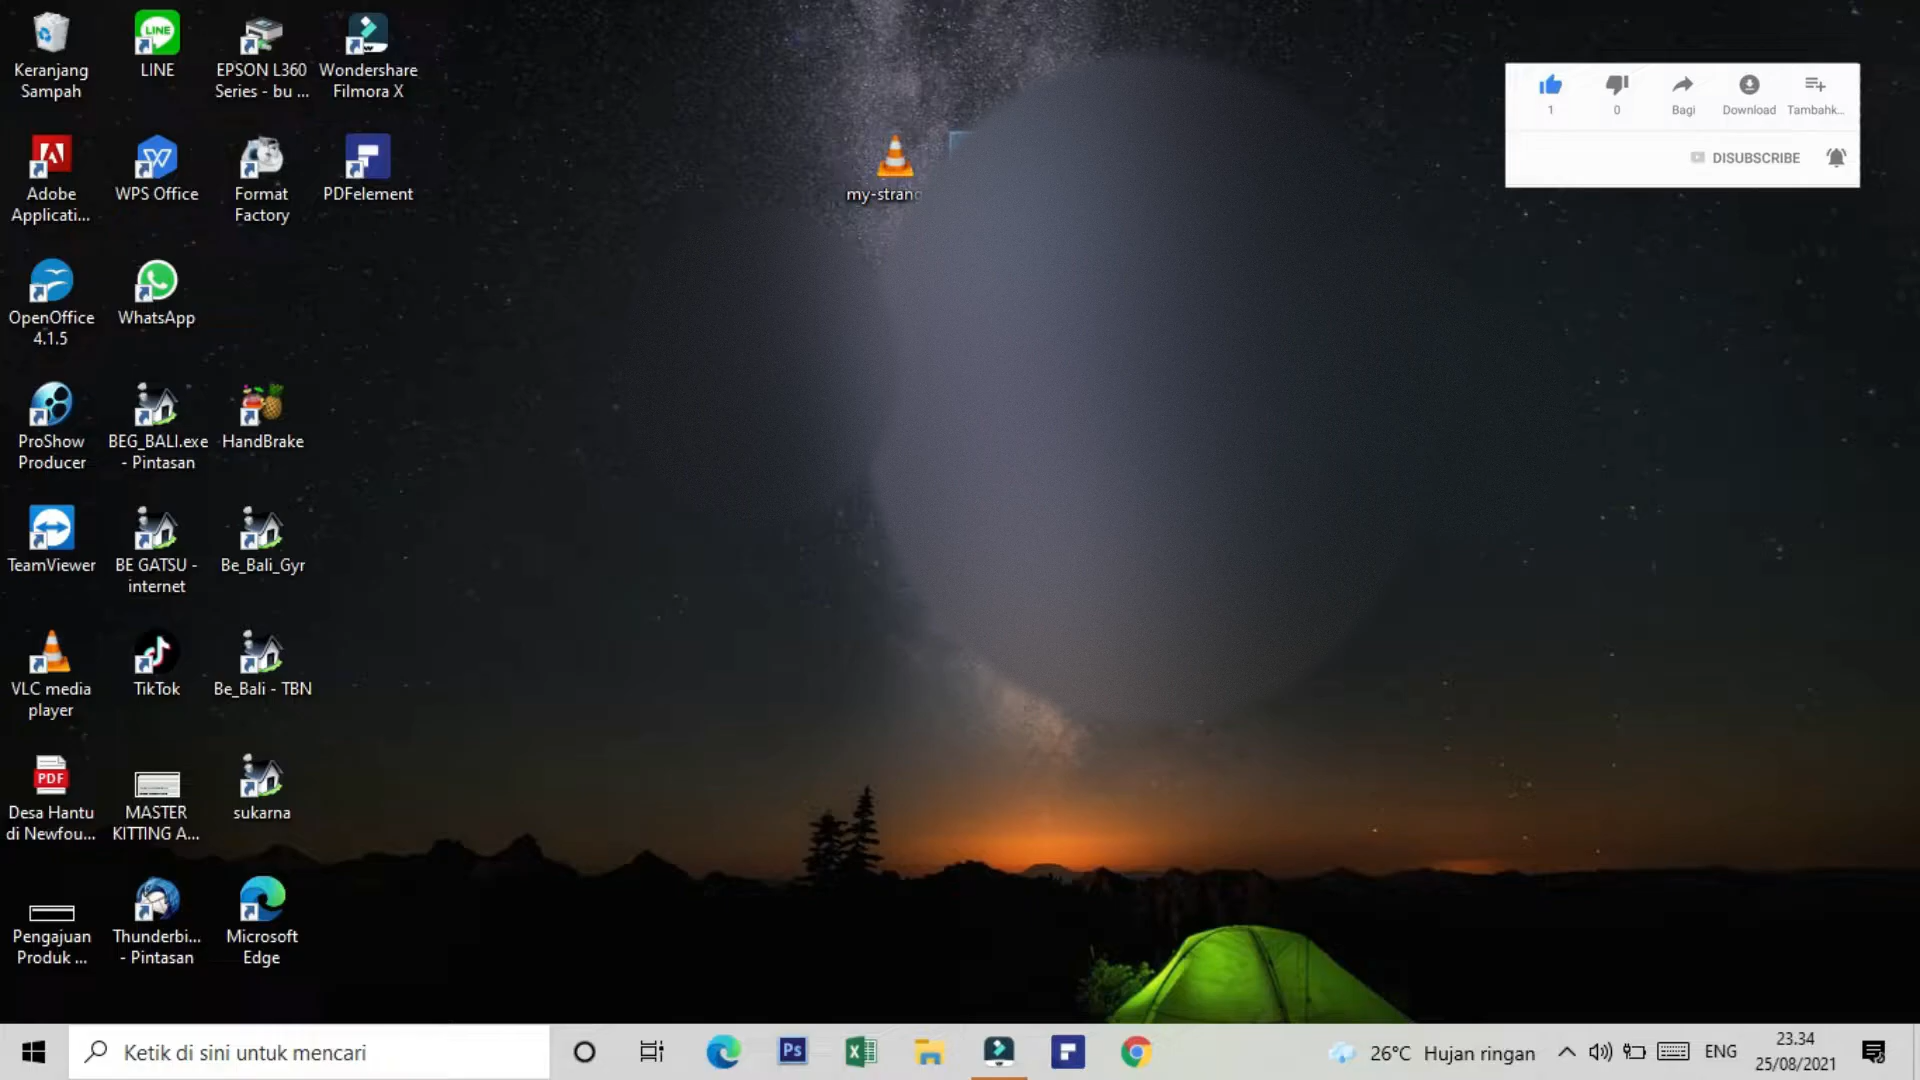 Keranjang
Sampah
LINE
LINE
EPSON L360
Series - bu ...
Wondershare
Filmora X
Adobe
Applicati...
WPS Office
Format
Factory
PDFelement
my-strang
1
0
Bagi
Download
Tambahk...
DISUBSCRIBE
OpenOffice
4.1.5
WhatsApp
ProShow
Producer
BEG_BALI.exe
- Pintasan
HandBrake
TeamViewer
BE GATSU -
internet
Be_Bali_Gyr
VLC media
player
TikTok
Be_Bali - TBN
PDF
Desa Hantu
di Newfou...
MASTER
KITTING A...
sukarna
Pengajuan
Produk ...
Thunderbi...
- Pintasan
Microsoft
Edge
Ketik di sini untuk mencari
Ps
26°C Hujan ringan
ENG
23.34
25/08/2021